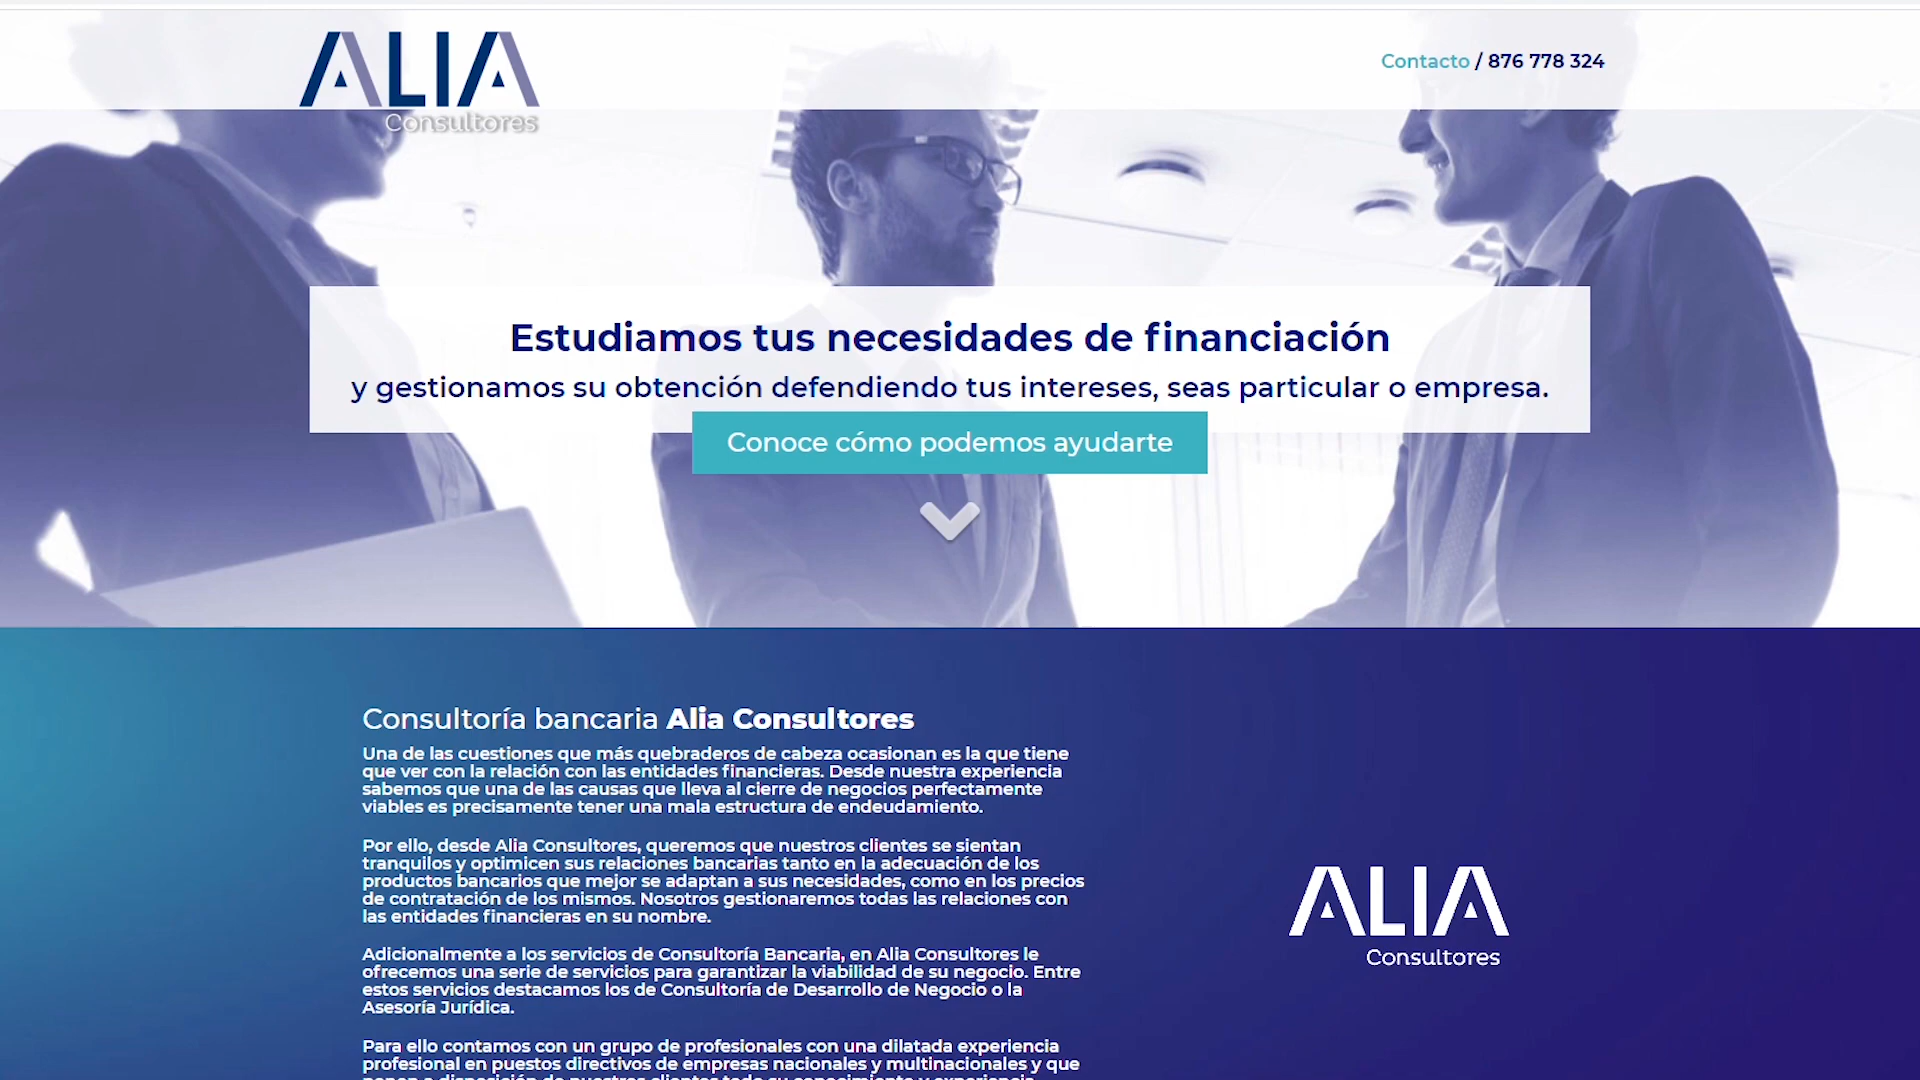 ALIA
Consultores
Contacto / 876 778 324
Estudiamos tus necesidades de financiación
y gestionamos su obtención defendiendo tus intereses, seas particular o empresa.
Conoce cómo podemos ayudarte
Consultoría bancaria Alia Consultores
Una de las cuestiones que más quebraderos de cabeza ocasionan es la que tiene
que ver con la relación con las entidades financieras. Desde nuestra experiencia
sabemos que una de las causas que lleva al cierre de negocios perfectamente
viables es precisamente tener una mala estructura de endeudamiento.
Por ello, desde Alia Consultores, queremos que nuestros clientes se sientan
tranquilos y optimicen sus relaciones bancarias tanto en la adecuación de los
productos bancarios que mejor se adaptan a sus necesidades, como en los precios
de contratación de los mismos. Nosotros gestionaremos todas las relaciones con
las entidades financieras en su nombre.
Adicionalmente a los servicios de Consultoría Bancaria, en Alia Consultores le
ofrecemos una serie de servicios para garantizar la viabilidad de su negocio. Entre
estos servicios destacamos los de Consultoría de Desarrollo de Negocio o la
Asesoría Jurídica.
Para ello contamos con un grupo de profesionales con una dilatada experiencia
profesional en puestos directivos de empresas nacionales y multinacionales y que
ALIA
Consultores